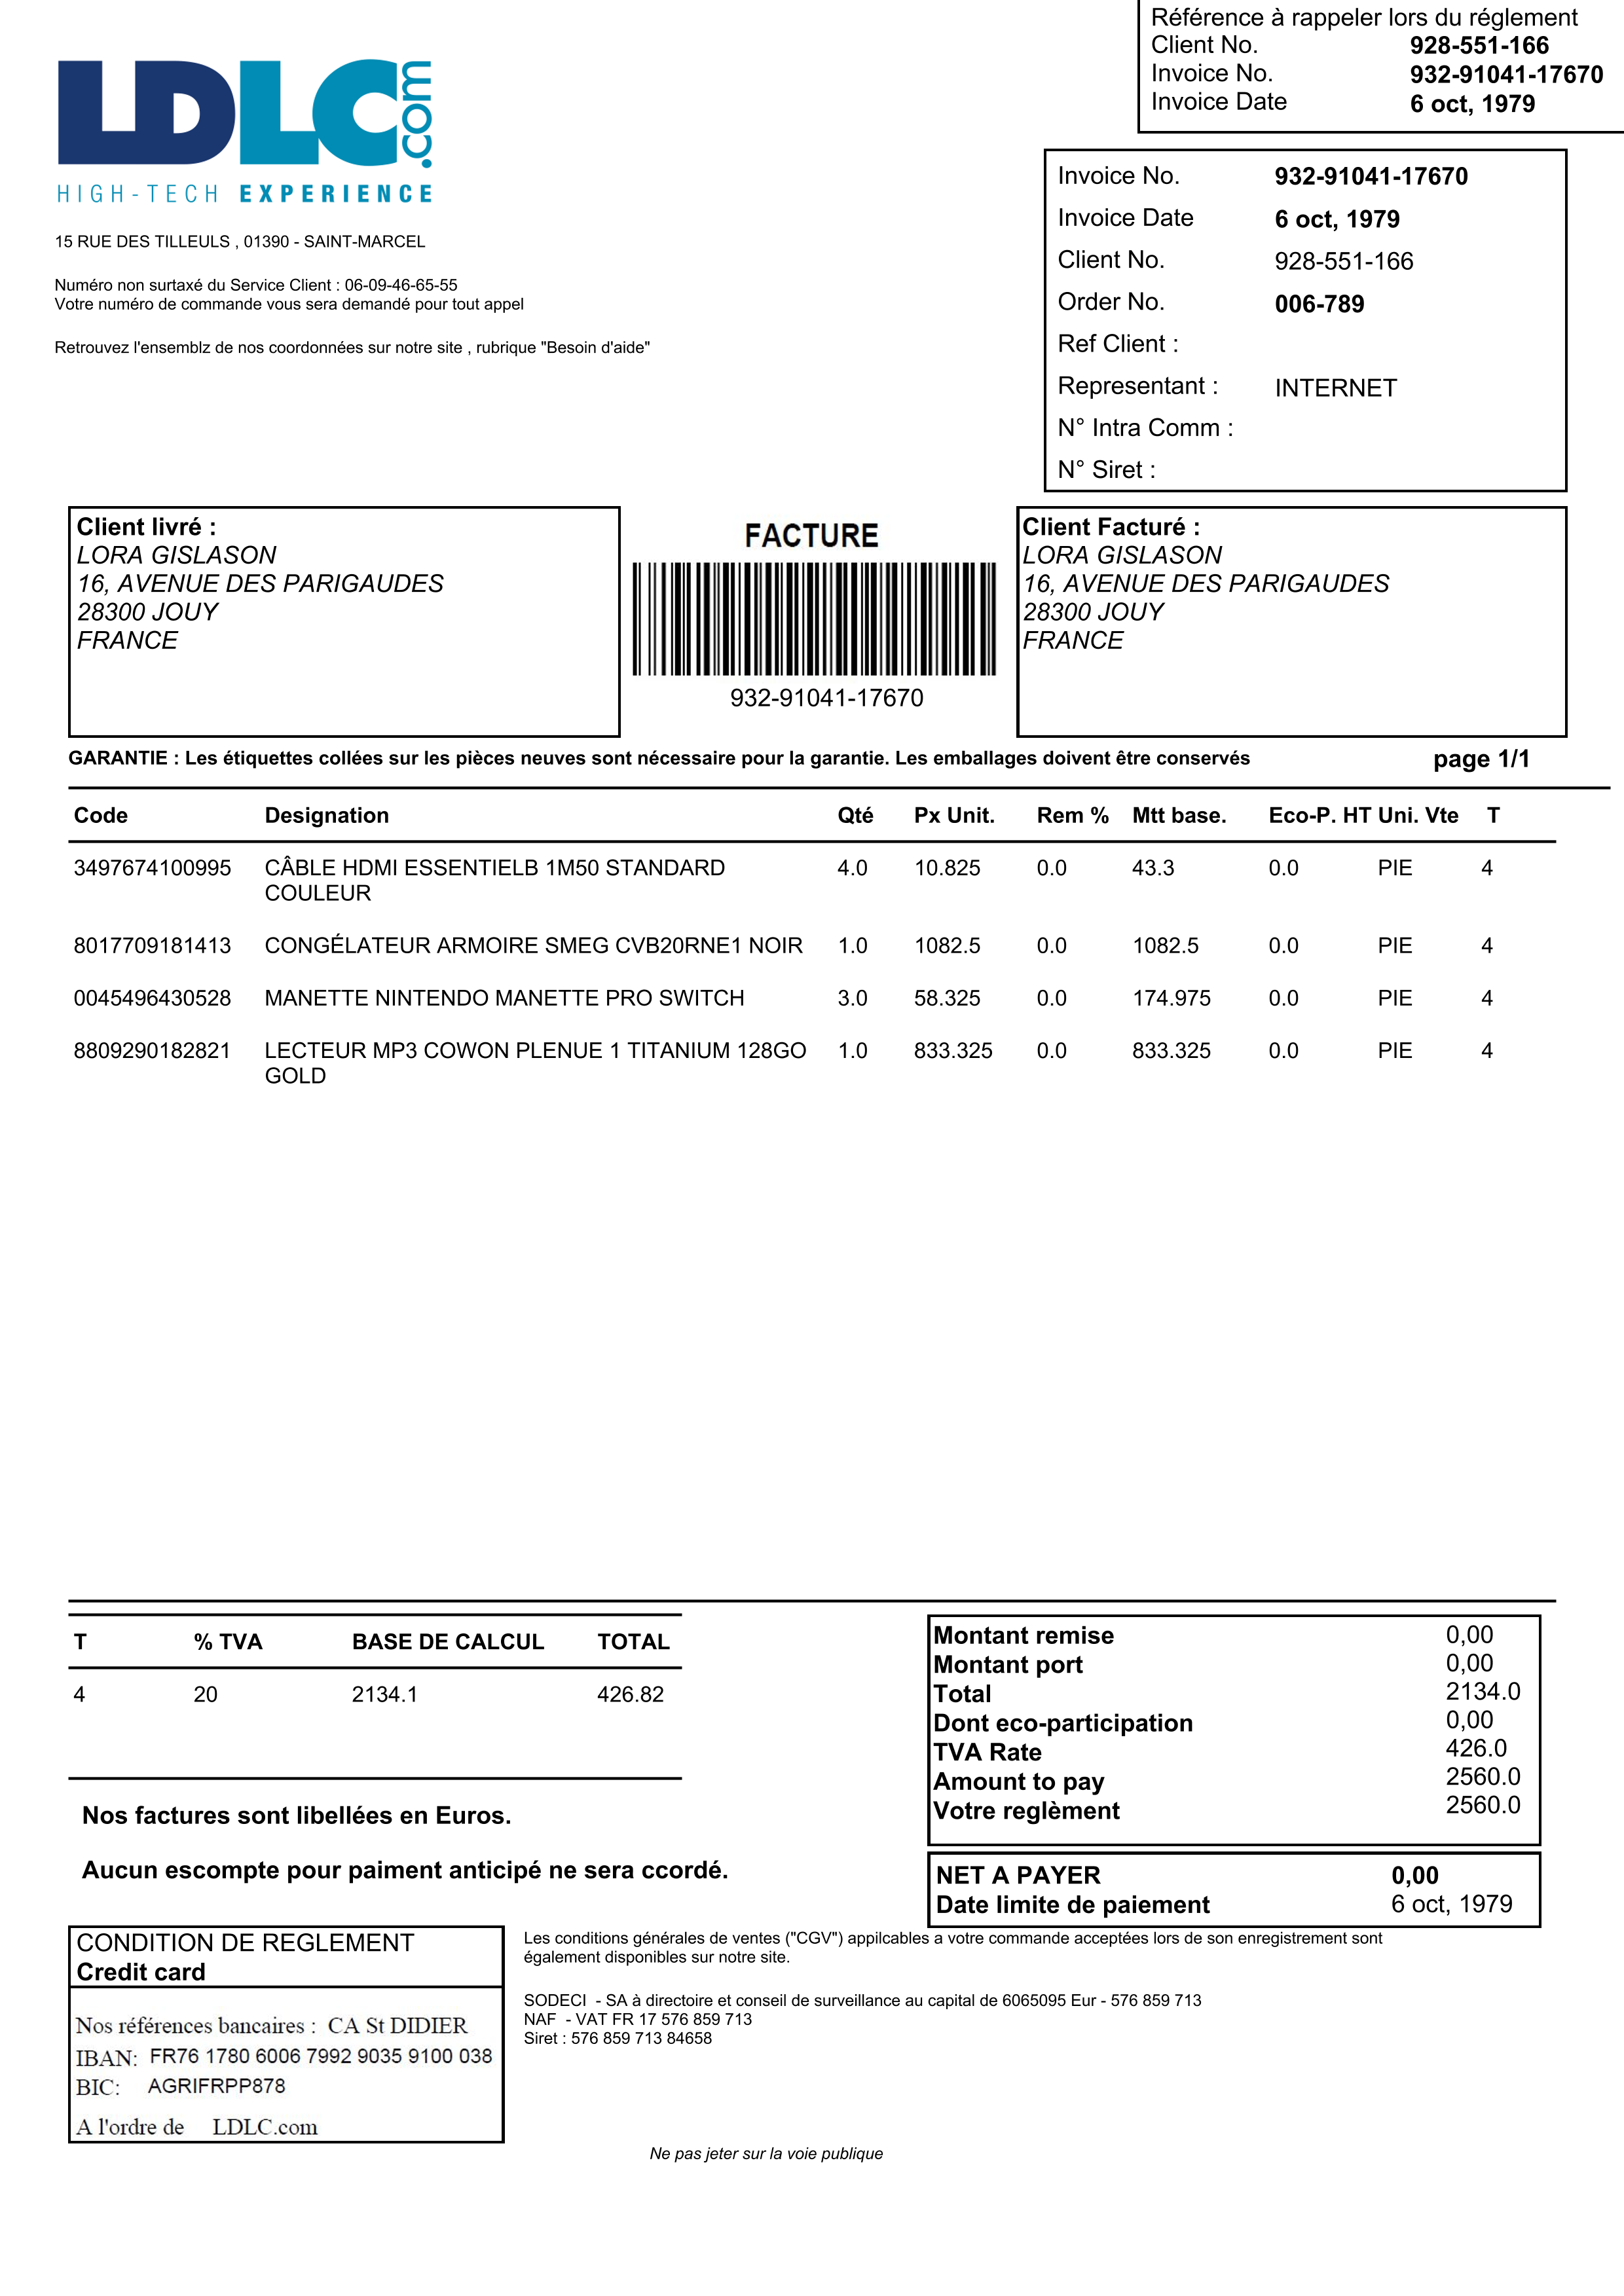 Référence à rappeler lors du réglement
Client No. 928-551-166
Invoice No. 932-91041-17670
Invoice Date 6 oct, 1979
LDLC.com
HIGH-TECH EXPERIENCE
15 RUE DES TILLEULS , 01390 - SAINT-MARCEL
Numéro non surtaxé du Service Client : 06-09-46-65-55
Votre numéro de commande vous sera demandé pour tout appel
Retrouvez l'ensemblz de nos coordonnées sur notre site , rubrique "Besoin d'aide"
Invoice No. 932-91041-17670
Invoice Date 6 oct, 1979
Client No. 928-551-166
Order No. 006-789
Ref Client :
Representant : INTERNET
N° Intra Comm :
N° Siret :
Client livré :
LORA GISLASON
16, AVENUE DES PARIGAUDES
28300 JOUY
FRANCE
FACTURE
932-91041-17670
Client Facturé :
LORA GISLASON
16, AVENUE DES PARIGAUDES
28300 JOUY
FRANCE
GARANTIE : Les étiquettes collées sur les pièces neuves sont nécessaire pour la garantie. Les emballages doivent être conservés page 1/1
Code Designation Qté Px Unit. Rem % Mtt base. Eco-P. HT Uni. Vte T
3497674100995 CÂBLE HDMI ESSENTIELB 1M50 STANDARD 4.0 10.825 0.0 43.3 0.0 PIE 4
COULEUR
8017709181413 CONGÉLATEUR ARMOIRE SMEG CVB20RNE1 NOIR 1.0 1082.5 0.0 1082.5 0.0 PIE 4
0045496430528 MANETTE NINTENDO MANETTE PRO SWITCH 3.0 58.325 0.0 174.975 0.0 PIE 4
8809290182821 LECTEUR MP3 COWON PLENUE 1 TITANIUM 128GO 1.0 833.325 0.0 833.325 0.0 PIE 4
GOLD
T % TVA BASE DE CALCUL TOTAL
4 20 2134.1 426.82
Nos factures sont libellées en Euros.
Aucun escompte pour paiment anticipé ne sera ccordé.
Montant remise 0,00
Montant port 0,00
Total 2134.0
Dont eco-participation 0,00
TVA Rate 426.0
Amount to pay 2560.0
Votre reglèment 2560.0
NET A PAYER 0,00
Date limite de paiement 6 oct, 1979
CONDITION DE REGLEMENT
Credit card
Nos références bancaires : CA St DIDIER
IBAN: FR76 1780 6006 7992 9035 9100 038
BIC: AGRIFRPP878
A l'ordre de LDLC.com
Les conditions générales de ventes ("CGV") appilcables a votre commande acceptées lors de son enregistrement sont
également disponibles sur notre site.
SODECI - SA à directoire et conseil de surveillance au capital de 6065095 Eur - 576 859 713
NAF - VAT FR 17 576 859 713
Siret : 576 859 713 84658
Ne pas jeter sur la voie publique